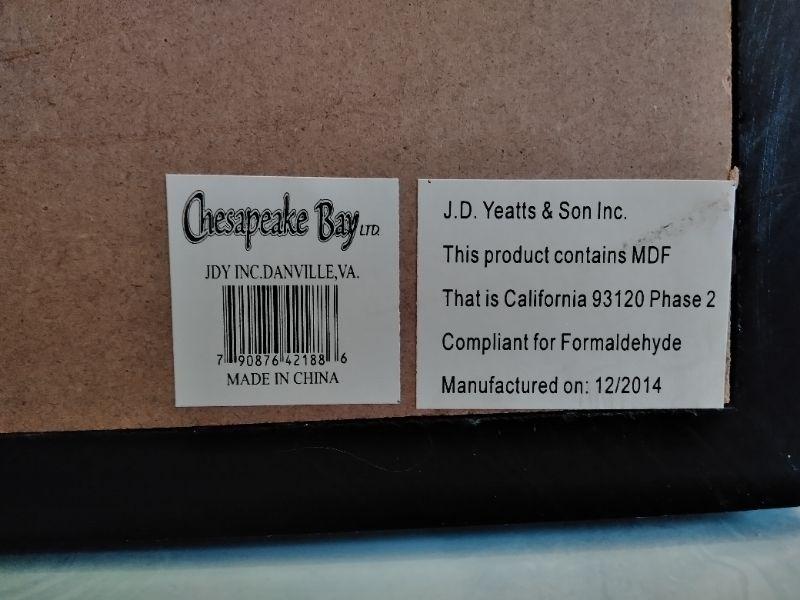 Chesapeake Bay LTD.
JDY INC.DANVILLE,VA.
7 90876 42188 6
MADE IN CHINA
J.D. Yeatts & Son Inc.
This product contains MDF
That is California 93120 Phase 2
Compliant for Formaldehyde
Manufactured on: 12/2014